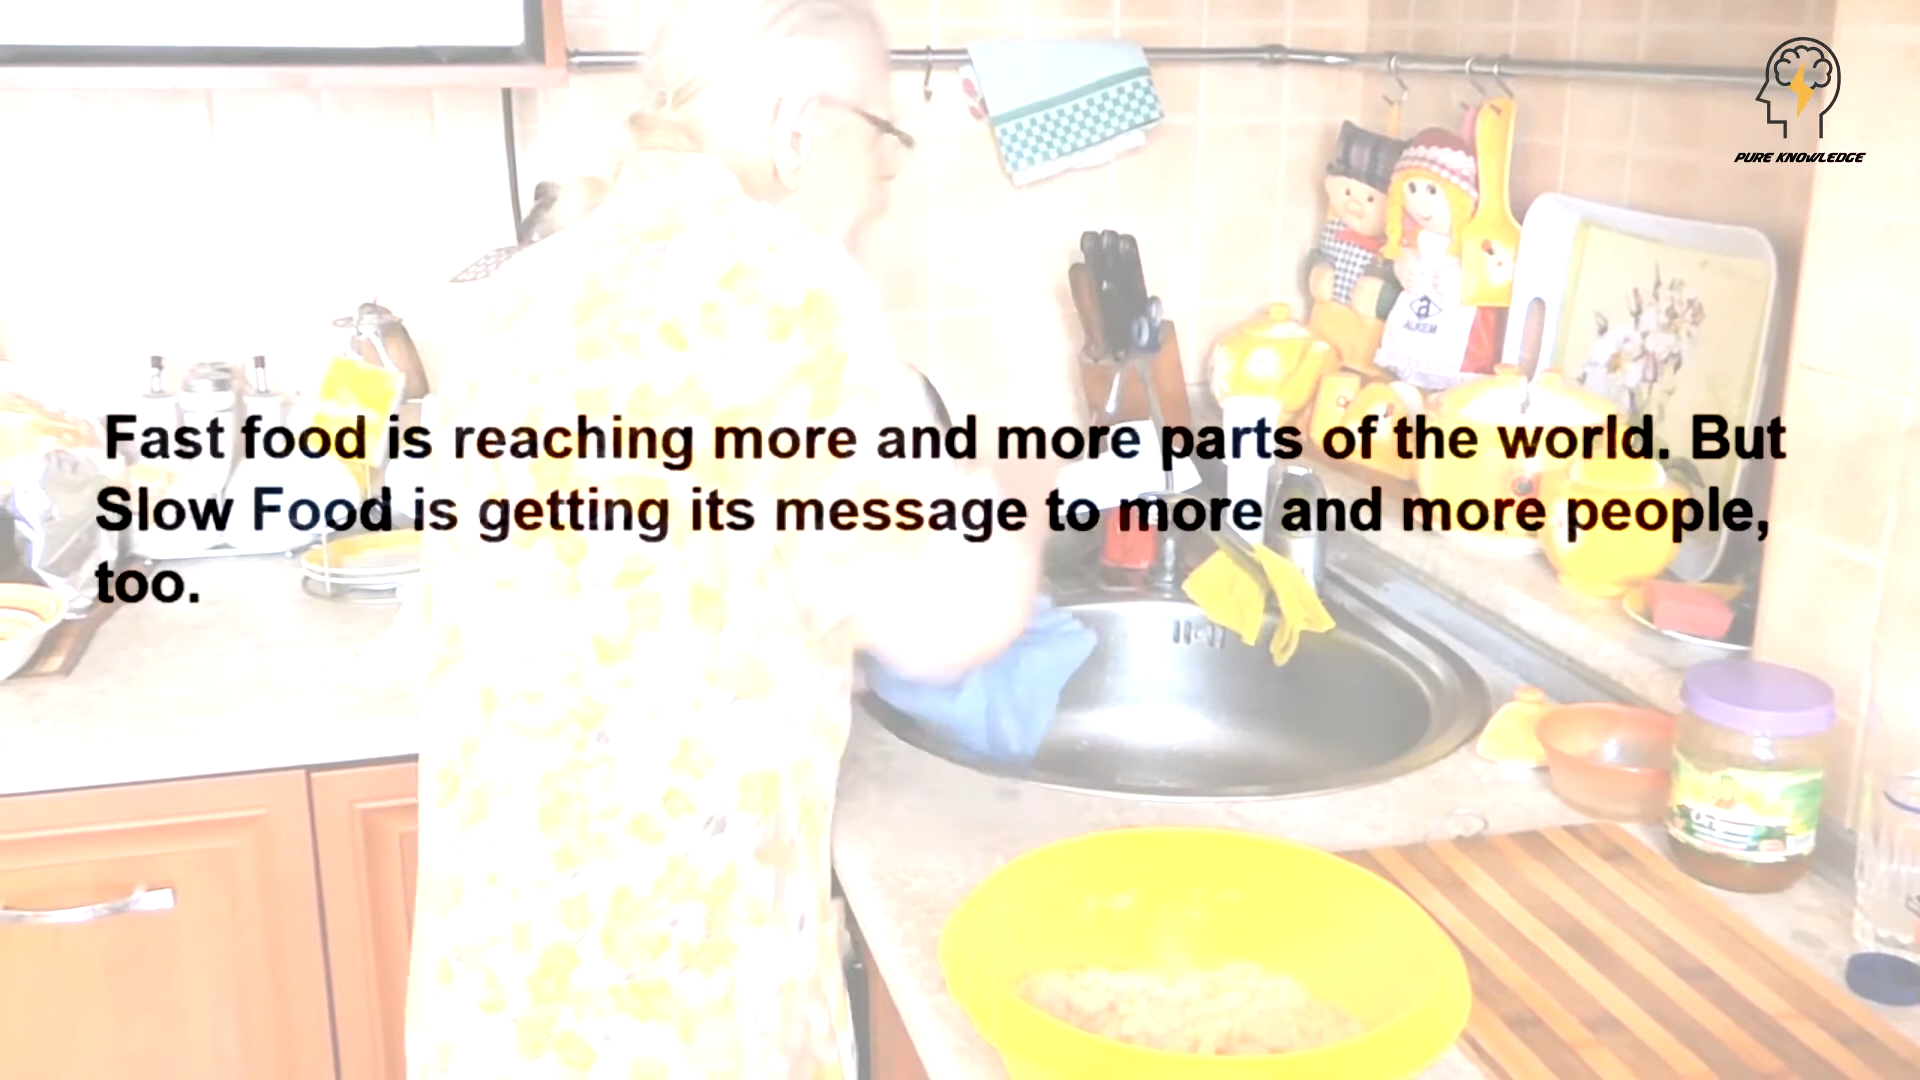 PURE KNOWLEDGE
ALKEM
Fast food is reaching more and more parts of the world. But
Slow Food is getting its message to more and more people,
too.